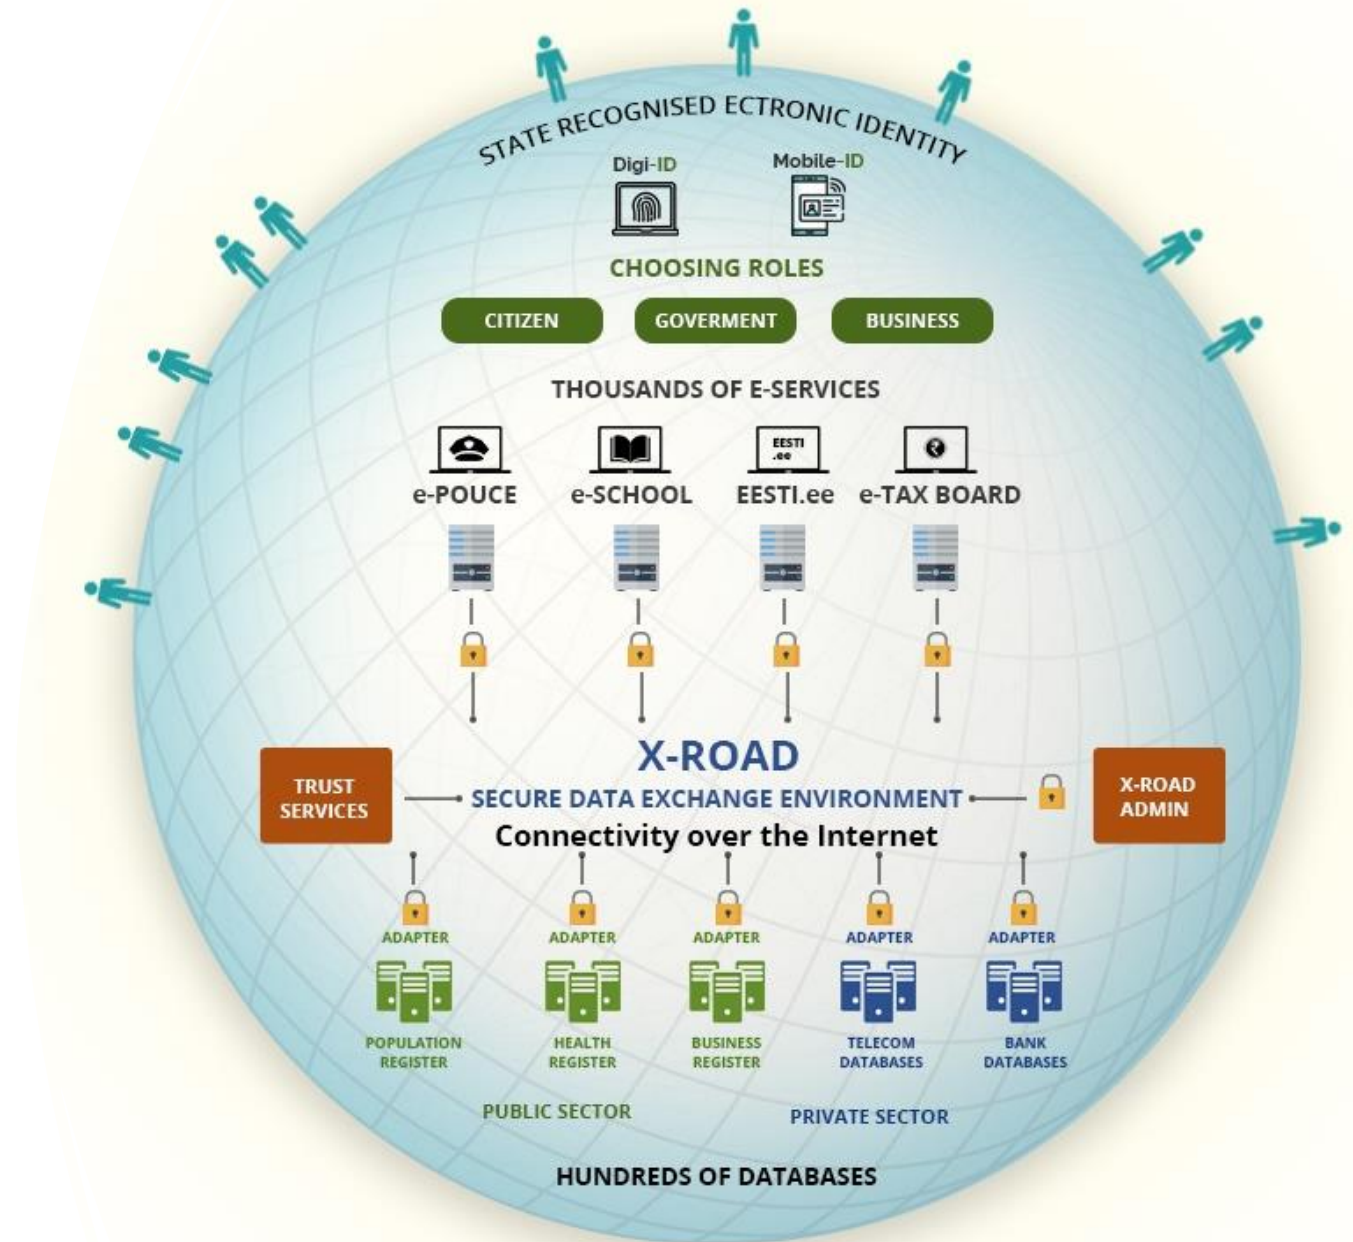 STATE RECOGNISED ECTRONIC IDENTITY
Digi-ID
Mobile-ID
CHOOSING ROLES
CITIZEN
GOVERMENT
BUSINESS
THOUSANDS OF E-SERVICES
EESTI
.ee
e-POUCE
e-SCHOOL
EESTI.ee
e-TAX BOARD
X-ROAD
TRUST
SERVICES
SECURE DATA EXCHANGE ENVIRONMENT
X-ROAD
ADMIN
Connectivity over the Internet
ADAPTER
ADAPTER
ADAPTER
ADAPTER
ADAPTER
POPULATION
REGISTER
HEALTH
REGISTER
BUSINESS
REGISTER
TELECOM
DATABASES
BANK
DATABASES
PUBLIC SECTOR
PRIVATE SECTOR
HUNDREDS OF DATABASES